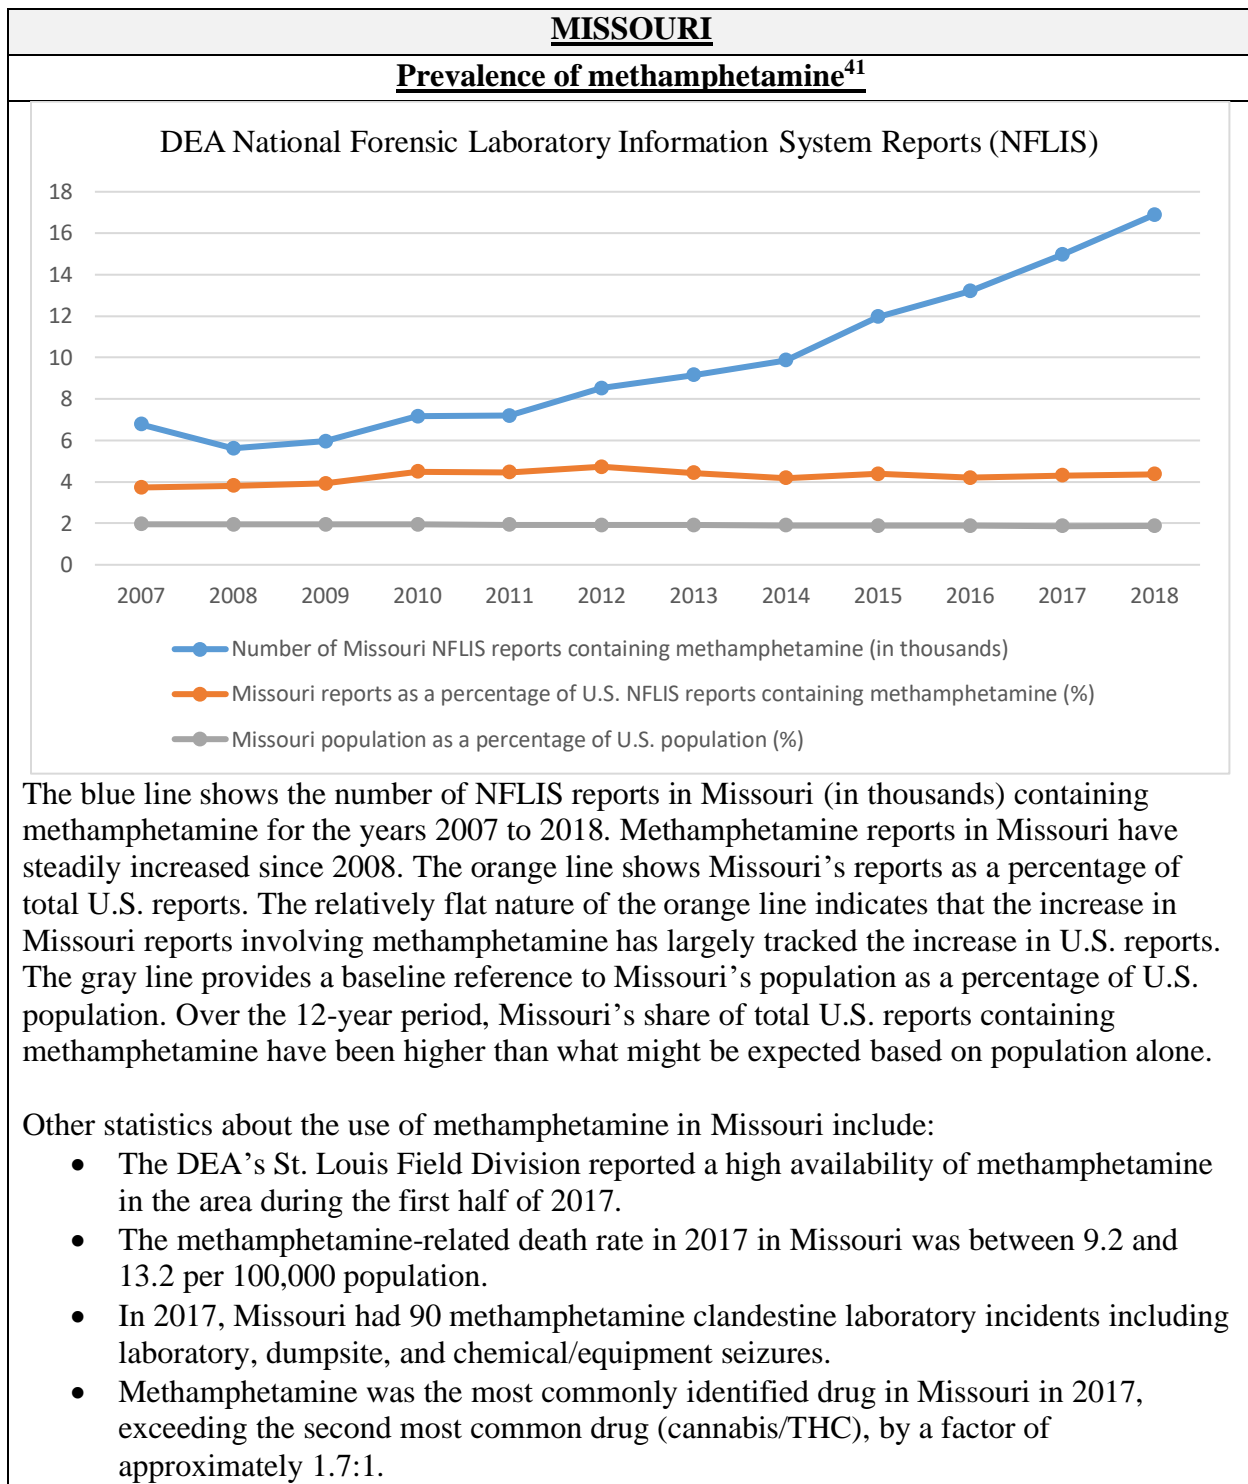 MISSOURI
Prevalence of methamphetamine41
DEA National Forensic Laboratory Information System Reports (NFLIS)
18
16
14
12
10
8
6
4
2
0
2007 2008 2009 2010 2011 2012 2013 2014 2015 2016 2017 2018
Number of Missouri NFLIS reports containing methamphetamine (in thousands)
Missouri reports as a percentage of U.S. NFLIS reports containing methamphetamine (%)
Missouri population as a percentage of U.S. population (%)
The blue line shows the number of NFLIS reports in Missouri (in thousands) containing
methamphetamine for the years 2007 to 2018. Methamphetamine reports in Missouri have
steadily increased since 2008. The orange line shows Missouri’s reports as a percentage of
total U.S. reports. The relatively flat nature of the orange line indicates that the increase in
Missouri reports involving methamphetamine has largely tracked the increase in U.S. reports.
The gray line provides a baseline reference to Missouri’s population as a percentage of U.S.
population. Over the 12-year period, Missouri’s share of total U.S. reports containing
methamphetamine have been higher than what might be expected based on population alone.
Other statistics about the use of methamphetamine in Missouri include:
• The DEA’s St. Louis Field Division reported a high availability of methamphetamine
in the area during the first half of 2017.
• The methamphetamine-related death rate in 2017 in Missouri was between 9.2 and
13.2 per 100,000 population.
• In 2017, Missouri had 90 methamphetamine clandestine laboratory incidents including
laboratory, dumpsite, and chemical/equipment seizures.
• Methamphetamine was the most commonly identified drug in Missouri in 2017,
exceeding the second most common drug (cannabis/THC), by a factor of
approximately 1.7:1.